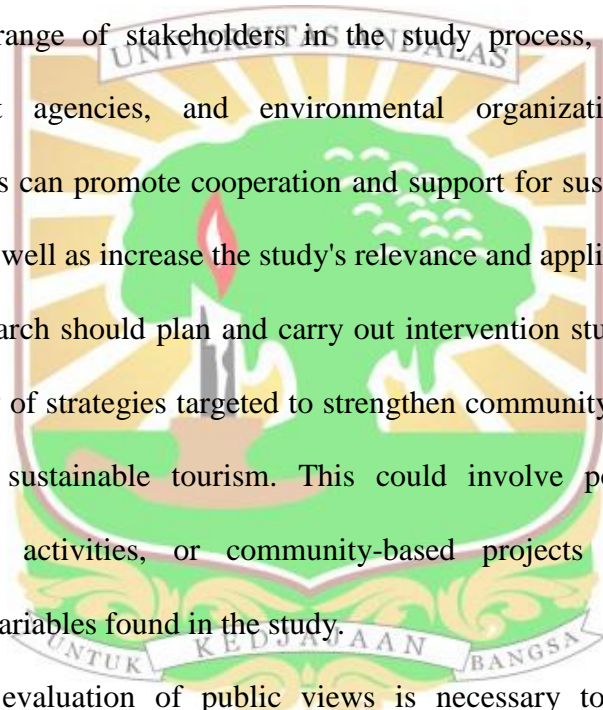 range of stakeholders in the study process,
UNIVERSITAS ANDALAS
t agencies, and environmental organizati
s can promote cooperation and support for sus
well as increase the study's relevance and appli
arch should plan and carry out intervention stu
of strategies targeted to strengthen community
sustainable tourism. This could involve po
activities, or community-based projects
variables found in the study.
UNTUK KEDJAJAAN BANGSA
evaluation of public views is necessary to